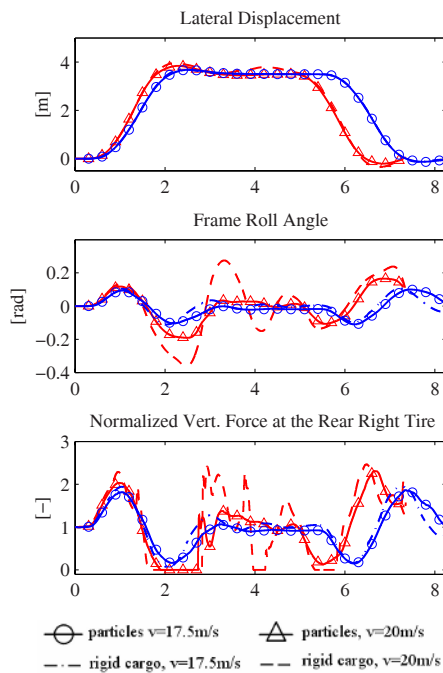 Lateral Displacement
[m]
4
2
0
0 2 4 6 8
Frame Roll Angle
[rad]
0.2
0
−0.2
−0.4
0 2 4 6 8
Normalized Vert. Force at the Rear Right Tire
[−]
3
2
1
0
0 2 4 6 8
particles v=17.5m/s
particles, v=20m/s
rigid cargo, v=17.5m/s
rigid cargo, v=20m/s